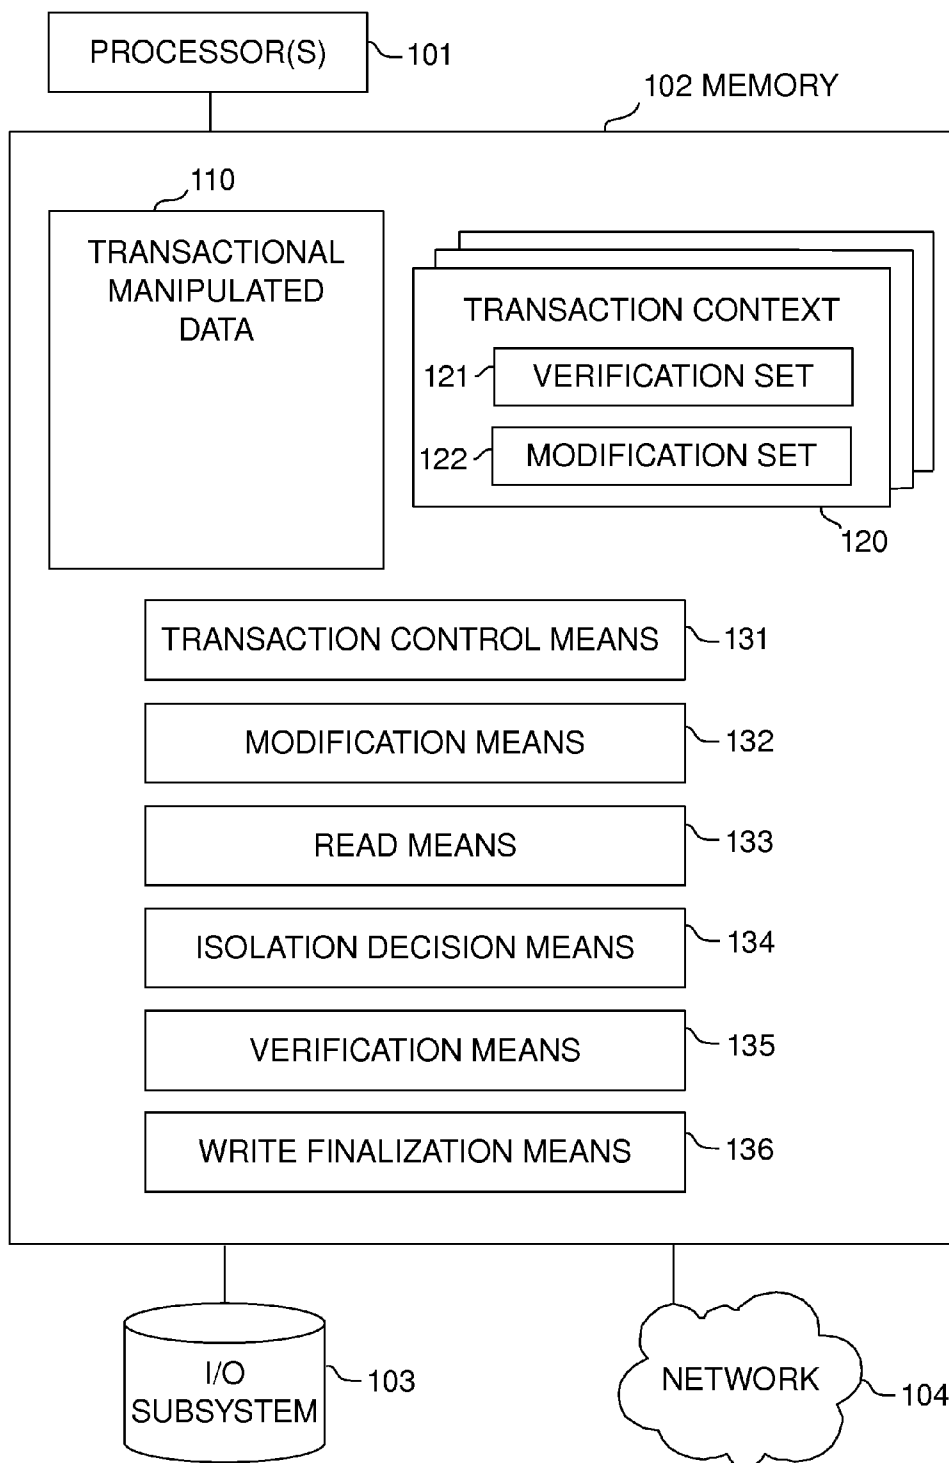 PROCESSOR(S)
101
102 MEMORY
110
TRANSACTIONAL
MANIPULATED
DATA
TRANSACTION CONTEXT
121
VERIFICATION SET
122
MODIFICATION SET
120
TRANSACTION CONTROL MEANS
131
MODIFICATION MEANS
132
READ MEANS
133
ISOLATION DECISION MEANS
134
VERIFICATION MEANS
135
WRITE FINALIZATION MEANS
136
I/O
SUBSYSTEM
103
NETWORK
104